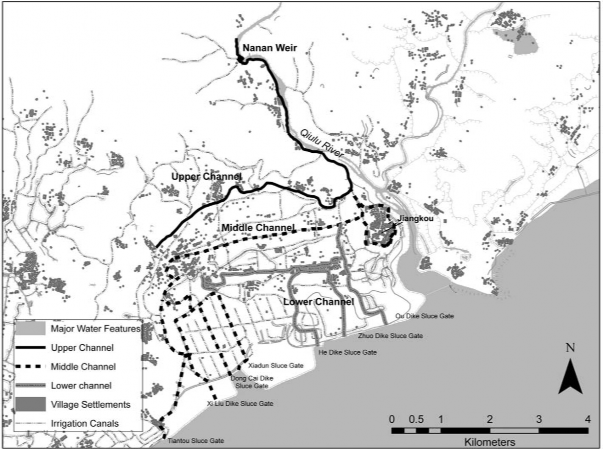 Nanan Weir
Qiulu River
Upper Channel
Jiangkou
Middle Channel
Lower Channel
Ou Dike Sluce Gate
Zhuo Dike Sluce Gate
He Dike Sluce Gate
Xiadun Sluce Gate
Dong Cai Dike
Sluce Gate
Xi Liu Dike Sluce Gate
Tiantou Sluce Gate
Major Water Features
Upper Channel
Middle Channel
Lower channel
Village Settlements
Irrigation Canals
N
0 0.5 1 2 3 4
Kilometers